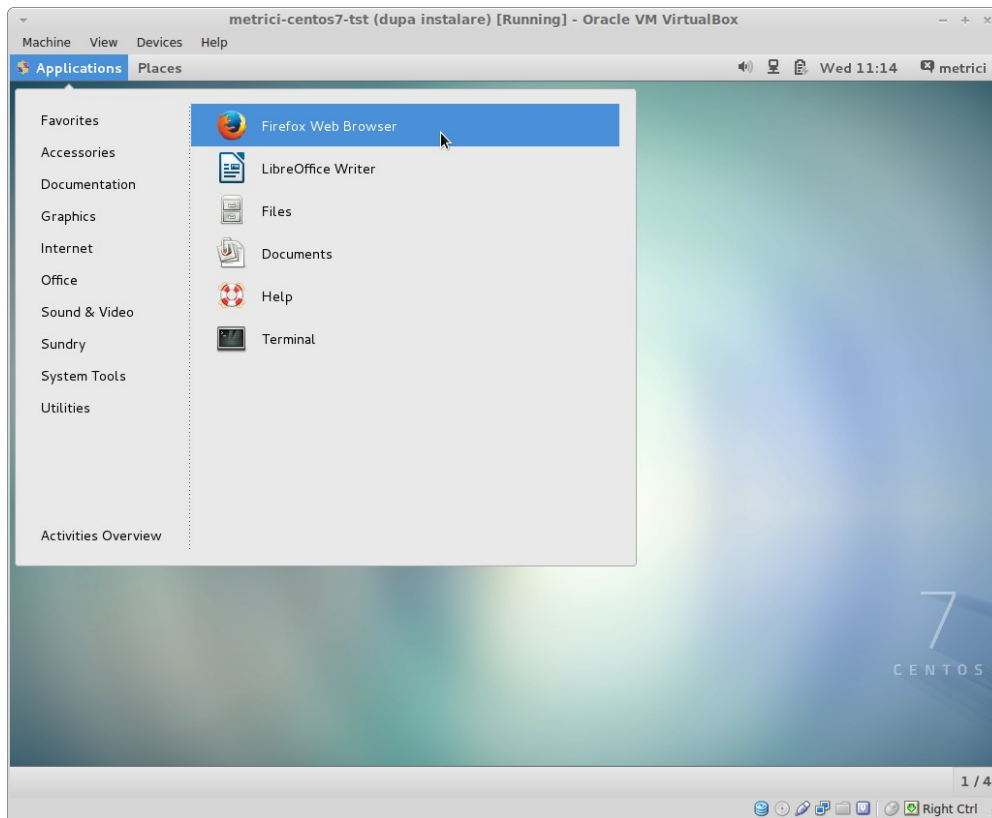 metrici-centos7-tst (dupa instalare) [Running] - Oracle VM VirtualBox
Machine View Devices Help
Applications Places Wed 11:14 metrici
Favorites
Accessories
Documentation
Graphics
Internet
Office
Sound & Video
Sundry
System Tools
Utilities
Activities Overview
Firefox Web Browser
LibreOffice Writer
Files
Documents
Help
Terminal
7
CENTOS
1 / 4
Right Ctrl